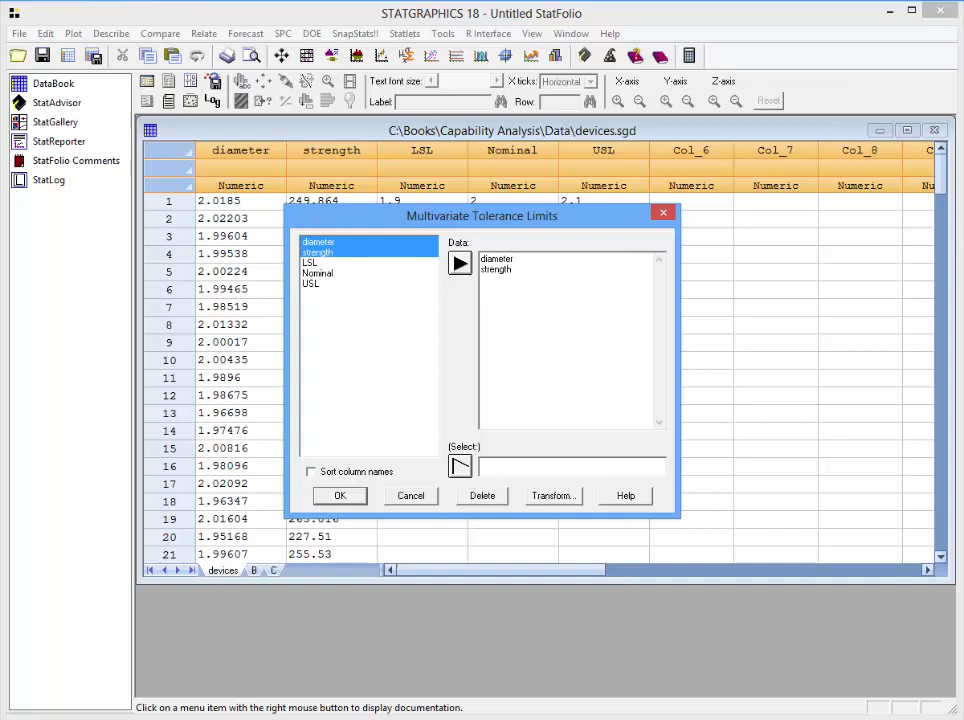 STATGRAPHICS 18 - Untitled StatFolio
File Edit Plot Describe Compare Relate Forecast SPC DOE SnapStats!! Statlets Tools R Interface View Window Help
Text font size: X ticks: Horizontal X-axis Y-axis Z-axis
Log Label: Row: Reset
DataBook
StatAdvisor
StatGallery
StatReporter
StatFolio Comments
StatLog
C:\Books\Capability Analysis\Data\devices.sgd
diameter strength LSL Nominal USL Col_6 Col_7 Col_8 C
Numeric Numeric Numeric Numeric Numeric Numeric Numeric Numeric Nu
1 2.0185 249.864 1.9 2 2.1
2 2.02203
3 1.99604
4 1.99538
5 2.00224
6 1.99465
7 1.98519
8 2.01332
9 2.00017
10 2.00435
11 1.9896
12 1.98675
13 1.96698
14 1.97476
15 2.00816
16 1.98096
17 2.02092
18 1.96347
19 2.01604 263.016
20 1.95168 227.51
21 1.99607 255.53
devices B C
Multivariate Tolerance Limits
diameter
strength
LSL
Nominal
USL
Data:
diameter
strength
(Select:)
Sort column names
OK Cancel Delete Transform... Help
Click on a menu item with the right mouse button to display documentation.